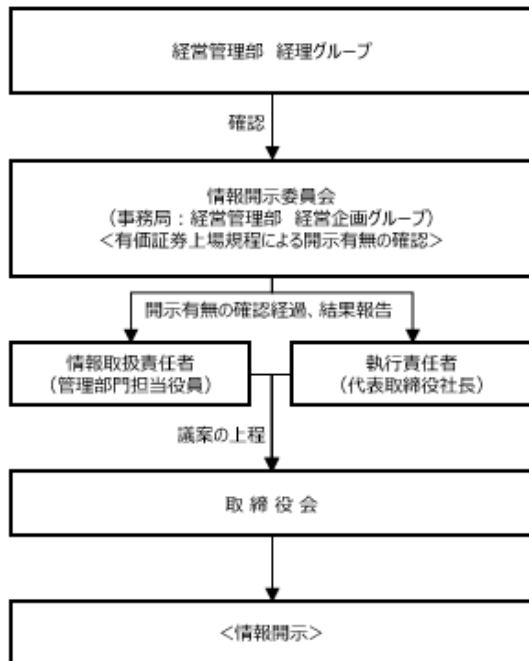 経営管理部　経理グループ
確認
情報開示委員会
（事務局：経営管理部　経営企画グループ）
＜有価証券上場規程による開示有無の確認＞
開示有無の確認経過、結果報告
情報取扱責任者
（管理部門担当役員）
執行責任者
（代表取締役社長）
議案の上程
取 締 役 会
＜情報開示＞